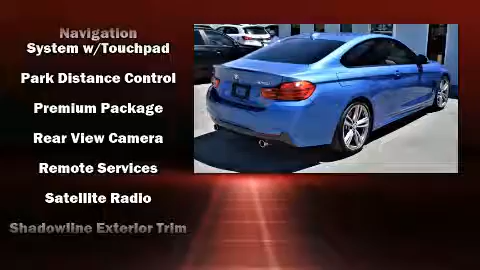 Navigation
System w/Touchpad
Park Distance Control
Premium Package
Rear View Camera
Remote Services
Satellite Radio
Shadowline Exterior Trim